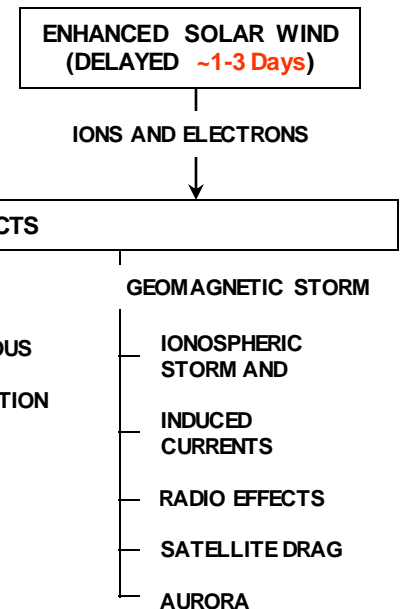 ENHANCED SOLAR WIND
(DELAYED ~1-3 Days)
IONS AND ELECTRONS
CTS
GEOMAGNETIC STORM
OUS
TION
IONOSPHERIC
STORM AND
INDUCED
CURRENTS
RADIO EFFECTS
SATELLITE DRAG
AURORA